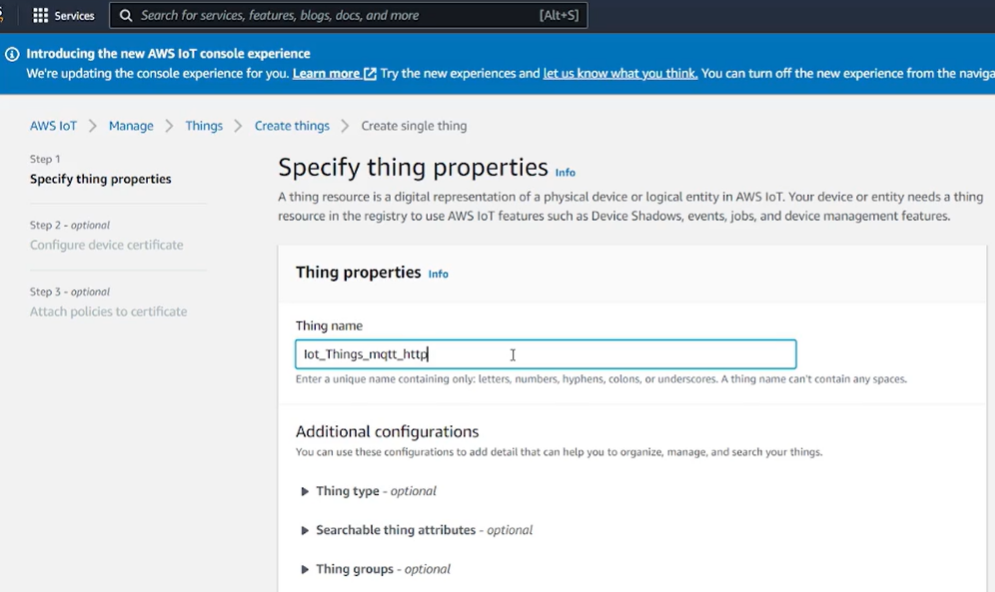 Services
Search for services, features, blogs, docs, and more
[Alt+S]
Introducing the new AWS IoT console experience
We're updating the console experience for you. Learn more Try the new experiences and let us know what you think. You can turn off the new experience from the
AWS IoT > Manage > Things > Create things > Create single thing
Step 1
Specify thing properties
Step 2 - optional
Configure device certificate
Step 3 - optional
Attach policies to certificate
Specify thing properties Info
A thing resource is a digital representation of a physical device or logical entity in AWS IoT. Your device or entity needs a thing
resource in the registry to use AWS IoT features such as Device Shadows, events, jobs, and device management features.
Thing properties Info
Thing name
Iot_Things_mqtt_http
Enter a unique name containing only: letters, numbers, hyphens, colons, or underscores. A thing name can't contain any spaces.
Additional configurations
You can use these configurations to add detail that can help you to organize, manage, and search your things.
Thing type - optional
Searchable thing attributes - optional
Thing groups - optional